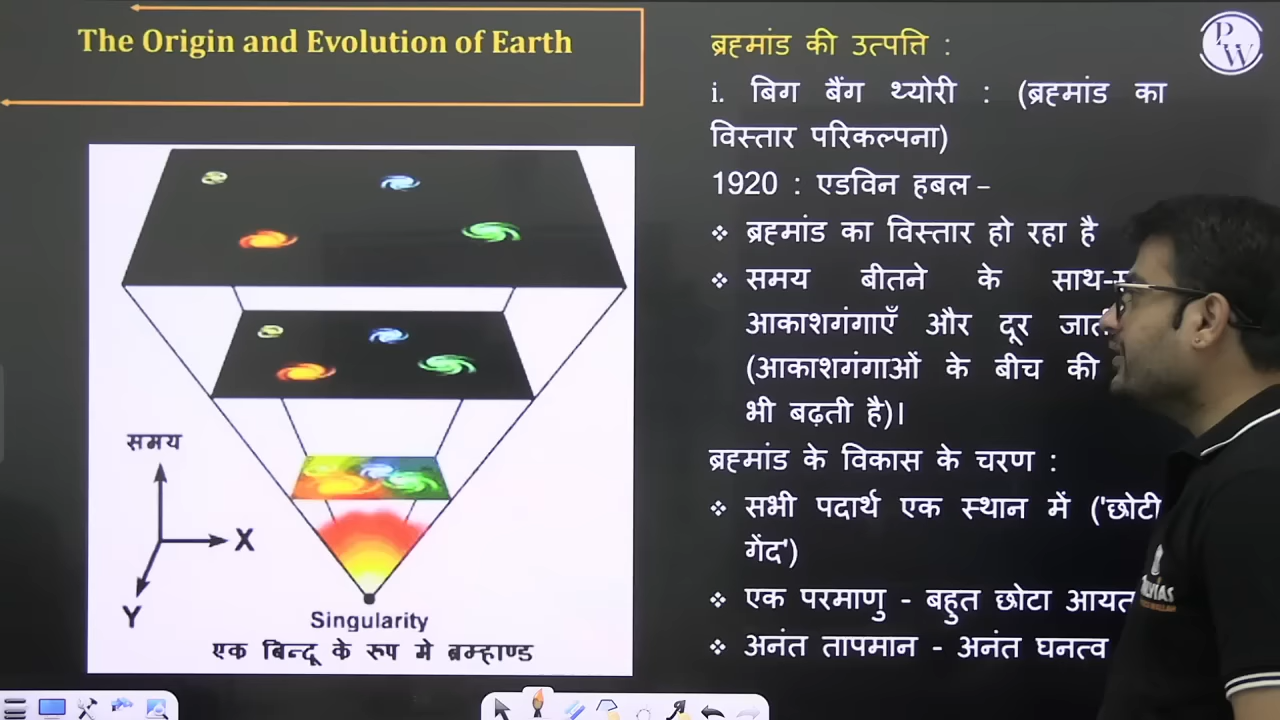 The Origin and Evolution of Earth
समय
X
Y
Singularity
एक बिन्दू के रुप मे ब्रम्हाण्ड
ब्रह्मांड की उत्पत्ति :
i. बिग बैंग थ्योरी : (ब्रह्मांड का
विस्तार परिकल्पना)
1920 : एडविन हबल –
❖ ब्रह्मांड का विस्तार हो रहा है
❖ समय बीतने के
आकाशगंगाएँ और दूर
(आकाशगंगाओं के बीच की
भी बढ़ती है)।
ब्रह्मांड के विकास के चरण :
❖ सभी पदार्थ एक स्थान में ('छोटी
गेंद')
❖ एक परमाणु - बहुत छोटा
❖ अनंत तापमान - अनंत घनत्व
PW